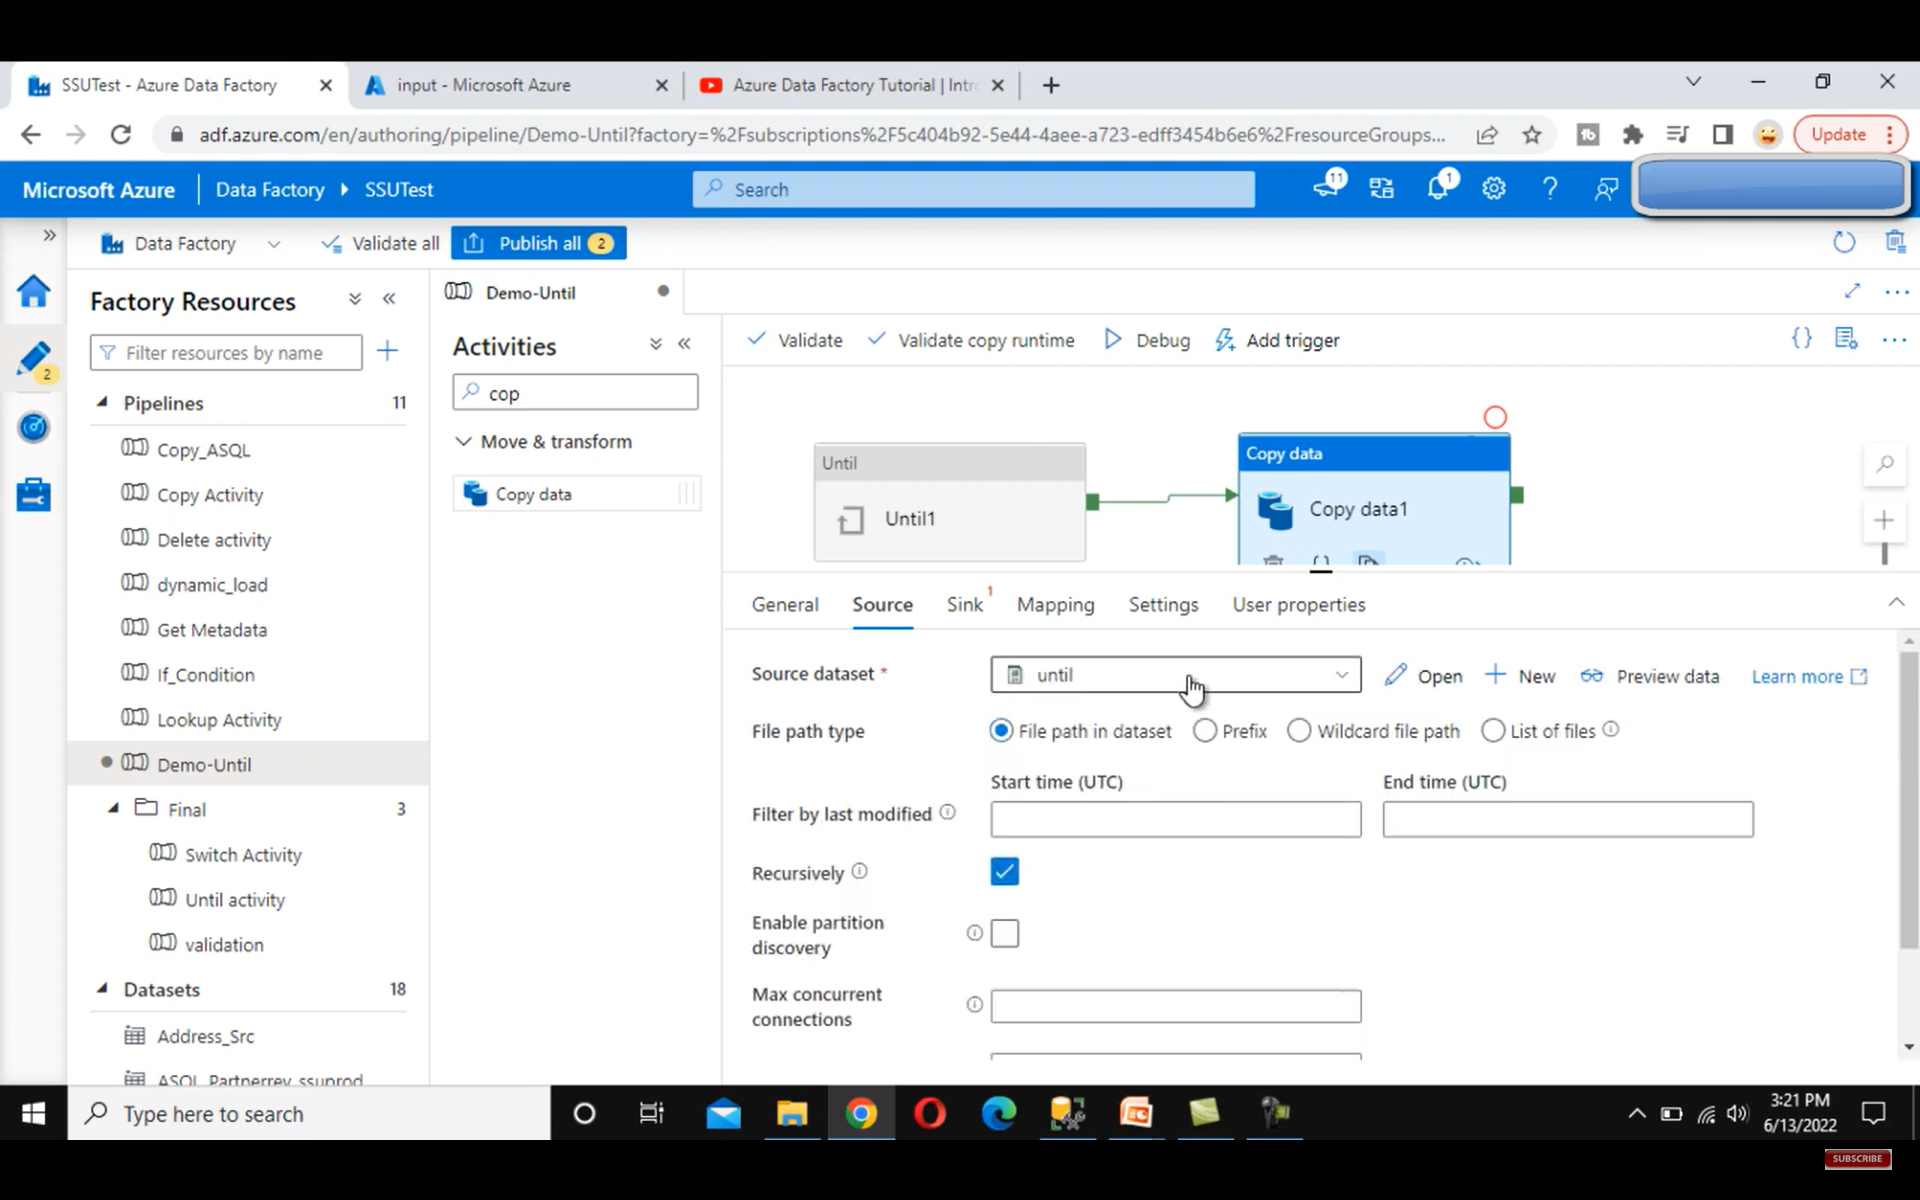 SSUTest - Azure Data Factory
input - Microsoft Azure
Azure Data Factory Tutorial | Intr
adf.azure.com/en/authoring/pipeline/Demo-Until?factory=%2Fsubscriptions%2F5c404b92-5e44-4aee-a723-edff3454b6e6%2FresourceGroups...
Update
Microsoft Azure
Data Factory
SSUTest
Search
11
1
Data Factory
Validate all
Publish all 2
Factory Resources
Filter resources by name
2
Pipelines 11
Copy_ASQL
Copy Activity
Delete activity
dynamic_load
Get Metadata
If_Condition
Lookup Activity
Demo-Until
Final 3
Switch Activity
Until activity
validation
Datasets 18
Address_Src
ASQL_Partnerrev_ssuprod
Demo-Until
Activities
cop
Move & transform
Copy data
Validate
Validate copy runtime
Debug
Add trigger
Until
Until1
Copy data
Copy data1
General
Source
Sink 1
Mapping
Settings
User properties
Source dataset *
until
Open
New
Preview data
Learn more
File path type
File path in dataset
Prefix
Wildcard file path
List of files
Start time (UTC)
End time (UTC)
Filter by last modified
Recursively
Enable partition
discovery
Max concurrent
connections
Type here to search
3:21 PM
6/13/2022
SUBSCRIBE